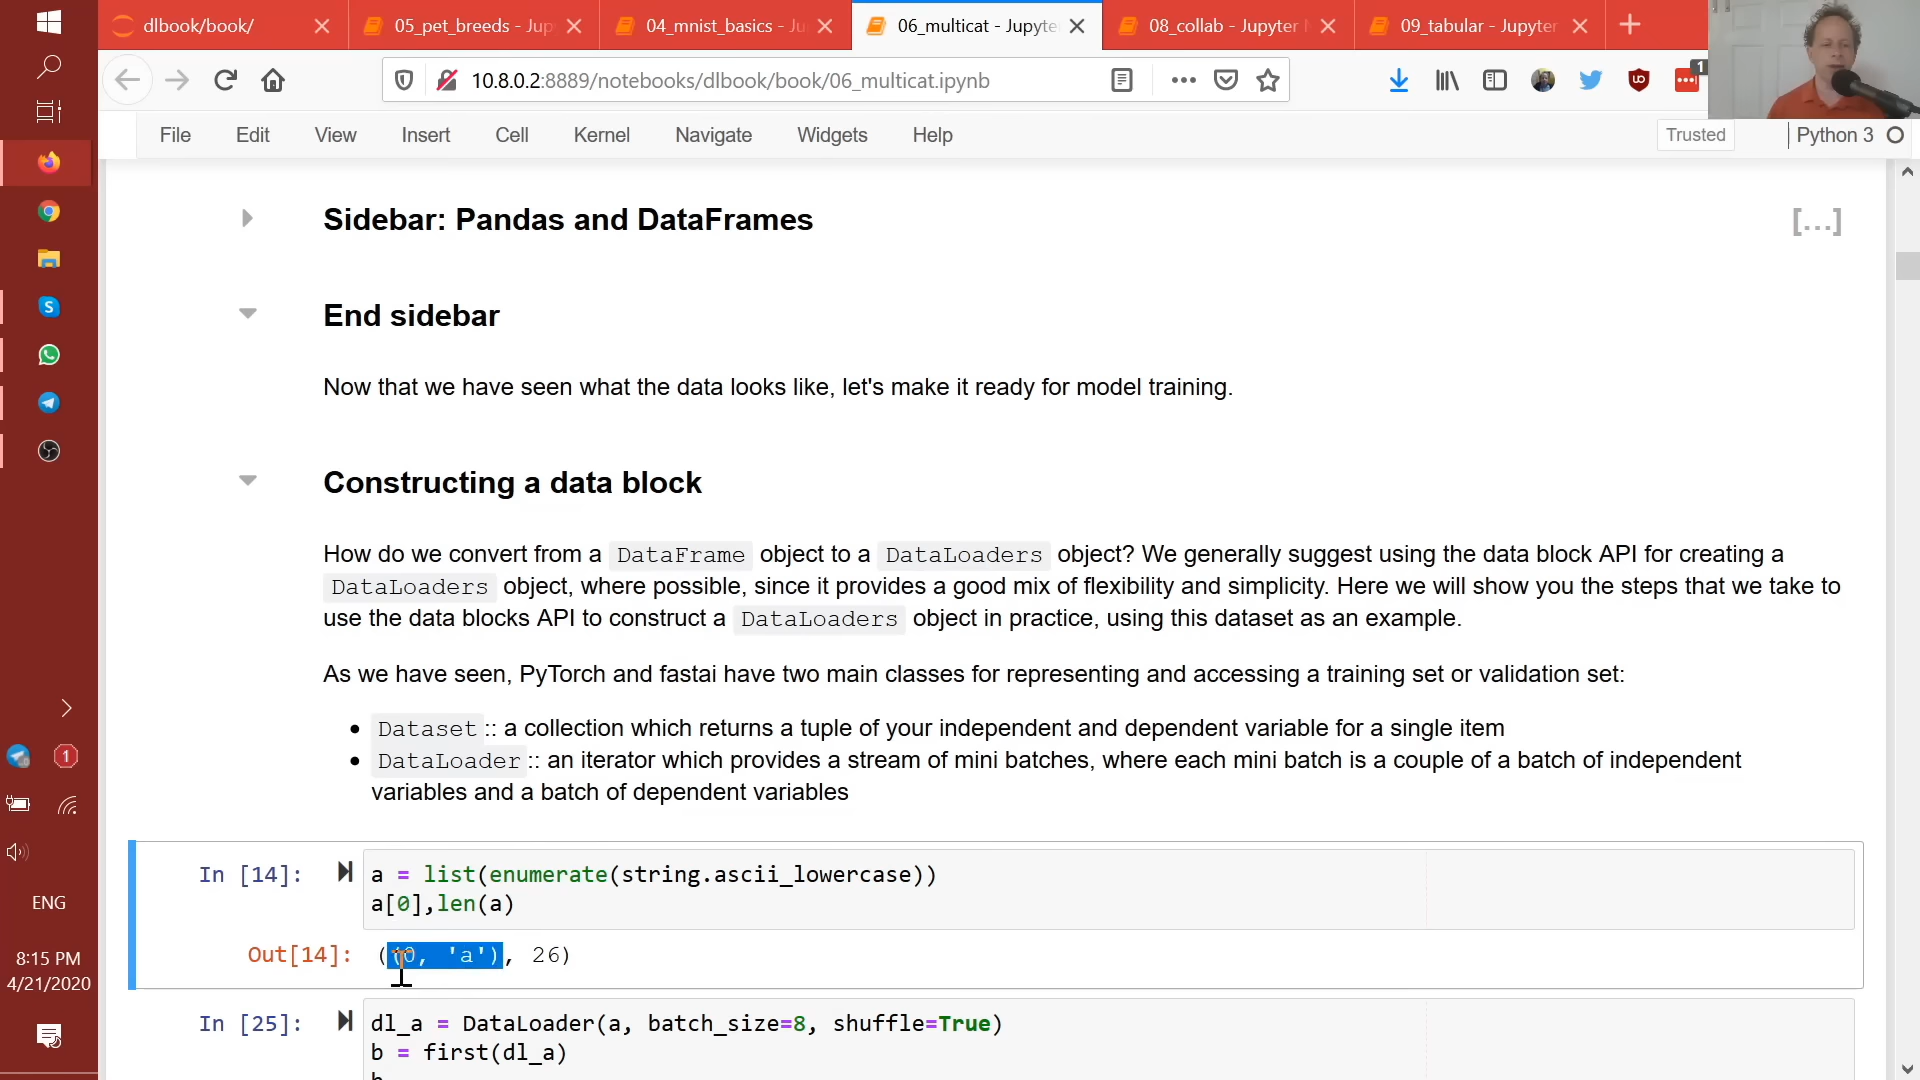 dlbook/book/
05_pet_breeds - Jup
04_mnist_basics - Ju
06_multicat - Jupyte
08_collab - Jupyter
09_tabular - Jupyter
10.8.0.2:8889/notebooks/dlbook/book/06_multicat.ipynb
1
File Edit View Insert Cell Kernel Navigate Widgets Help
Trusted
Python 3
Sidebar: Pandas and DataFrames
[...]
End sidebar
Now that we have seen what the data looks like, let's make it ready for model training.
Constructing a data block
How do we convert from a DataFrame object to a DataLoaders object? We generally suggest using the data block API for creating a
DataLoaders object, where possible, since it provides a good mix of flexibility and simplicity. Here we will show you the steps that we take to
use the data blocks API to construct a DataLoaders object in practice, using this dataset as an example.
As we have seen, PyTorch and fastai have two main classes for representing and accessing a training set or validation set:
Dataset:: a collection which returns a tuple of your independent and dependent variable for a single item
DataLoader:: an iterator which provides a stream of mini batches, where each mini batch is a couple of a batch of independent
variables and a batch of dependent variables
In [14]:
a = list(enumerate(string.ascii_lowercase))
a[0],len(a)
Out[14]: ((0, 'a'), 26)
In [25]:
dl_a = DataLoader(a, batch_size=8, shuffle=True)
b = first(dl_a)
b
1
ENG
8:15 PM
4/21/2020